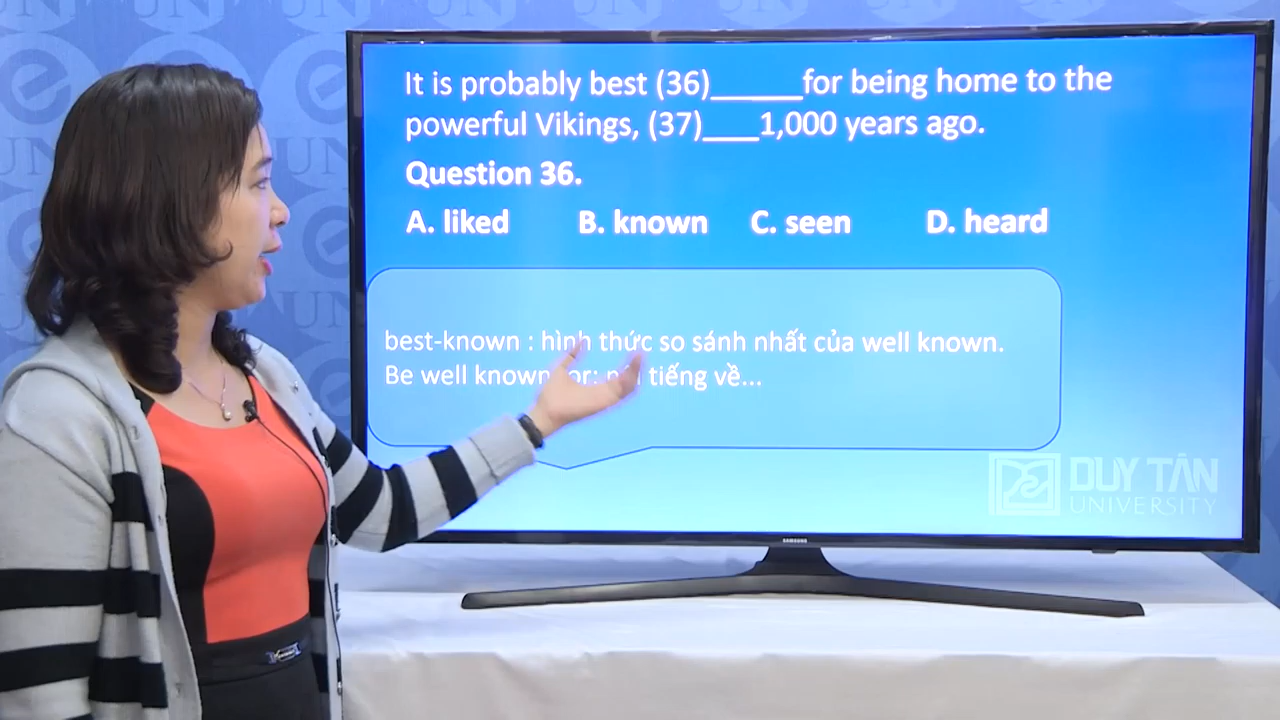 It is probably best (36)______for being home to the
powerful Vikings, (37)____1,000 years ago.
Question 36.
A. liked B. known C. seen D. heard
best-known : hình thức so sánh nhất của well known.
Be well known tiếng về...
DUY TÂN
UNIVERSITY
SAMSUNG